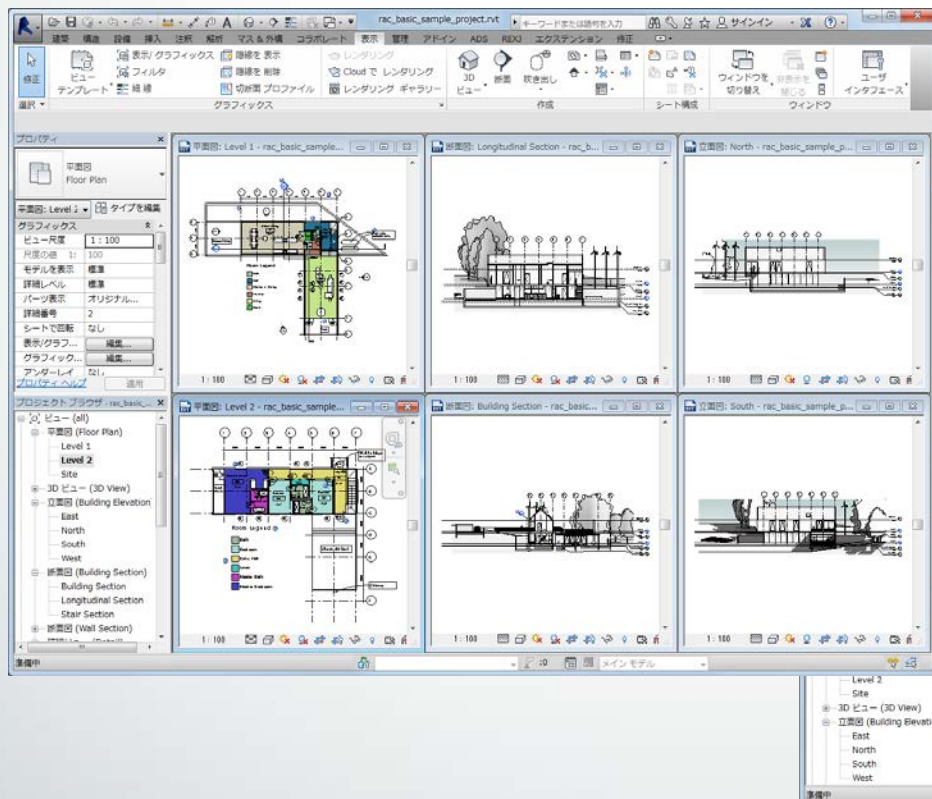 rac_basic_sample_project.rvt
キーワードまたは語句を入力
サインイン
建築 構造 設備 挿入 注釈 解析 マス & 外構 コラボレート 表示 管理 アドイン ADS REXJ エクステンション 修正
修正
ビュー
テンプレート
表示/ グラフィックス
フィルタ
細線
隠線を 表示
隠線を 削除
切断面 プロファイル
レンダリング
Cloud で レンダリング
レンダリング ギャラリー
3D
ビュー
断面
吹き出し
ウィンドウを
切り替え
非表示を
閉じる
ユーザ
インタフェース
選択
グラフィックス
作成
シート構成
ウィンドウ
プロパティ
平面図
Floor Plan
平面図: Level 2
タイプを編集
グラフィックス
ビュー尺度 1 : 100
尺度の値 1: 100
モデルを表示 標準
詳細レベル 標準
パーツ表示 オリジナル...
詳細番号 2
シートで回転 なし
表示/グラフ... 編集...
グラフィック... 編集...
アンダーレイ なし
プロパティ ヘルプ
適用
プロジェクト ブラウザ - rac_basic_...
ビュー (all)
平面図 (Floor Plan)
Level 1
Level 2
Site
3D ビュー (3D View)
立面図 (Building Elevation
East
North
South
West
断面図 (Building Section)
Building Section
Longitudinal Section
Stair Section
断面図 (Wall Section)
平面図: Level 1 - rac_basic_sample...
断面図: Longitudinal Section - rac_b...
立面図: North - rac_basic_sample_p...
Room Legend
1 : 100
1 : 100
1 : 100
平面図: Level 2 - rac_basic_sample...
断面図: Building Section - rac_basic...
立面図: South - rac_basic_sample_p...
Room Legend
Bath
Master Bath
Master Bedroom
1 : 100
1 : 100
1 : 100
準備中
:0
メイン モデル
Level 2
Site
3D ビュー (3D View)
立面図 (Building Elevati
East
North
South
West
準備中